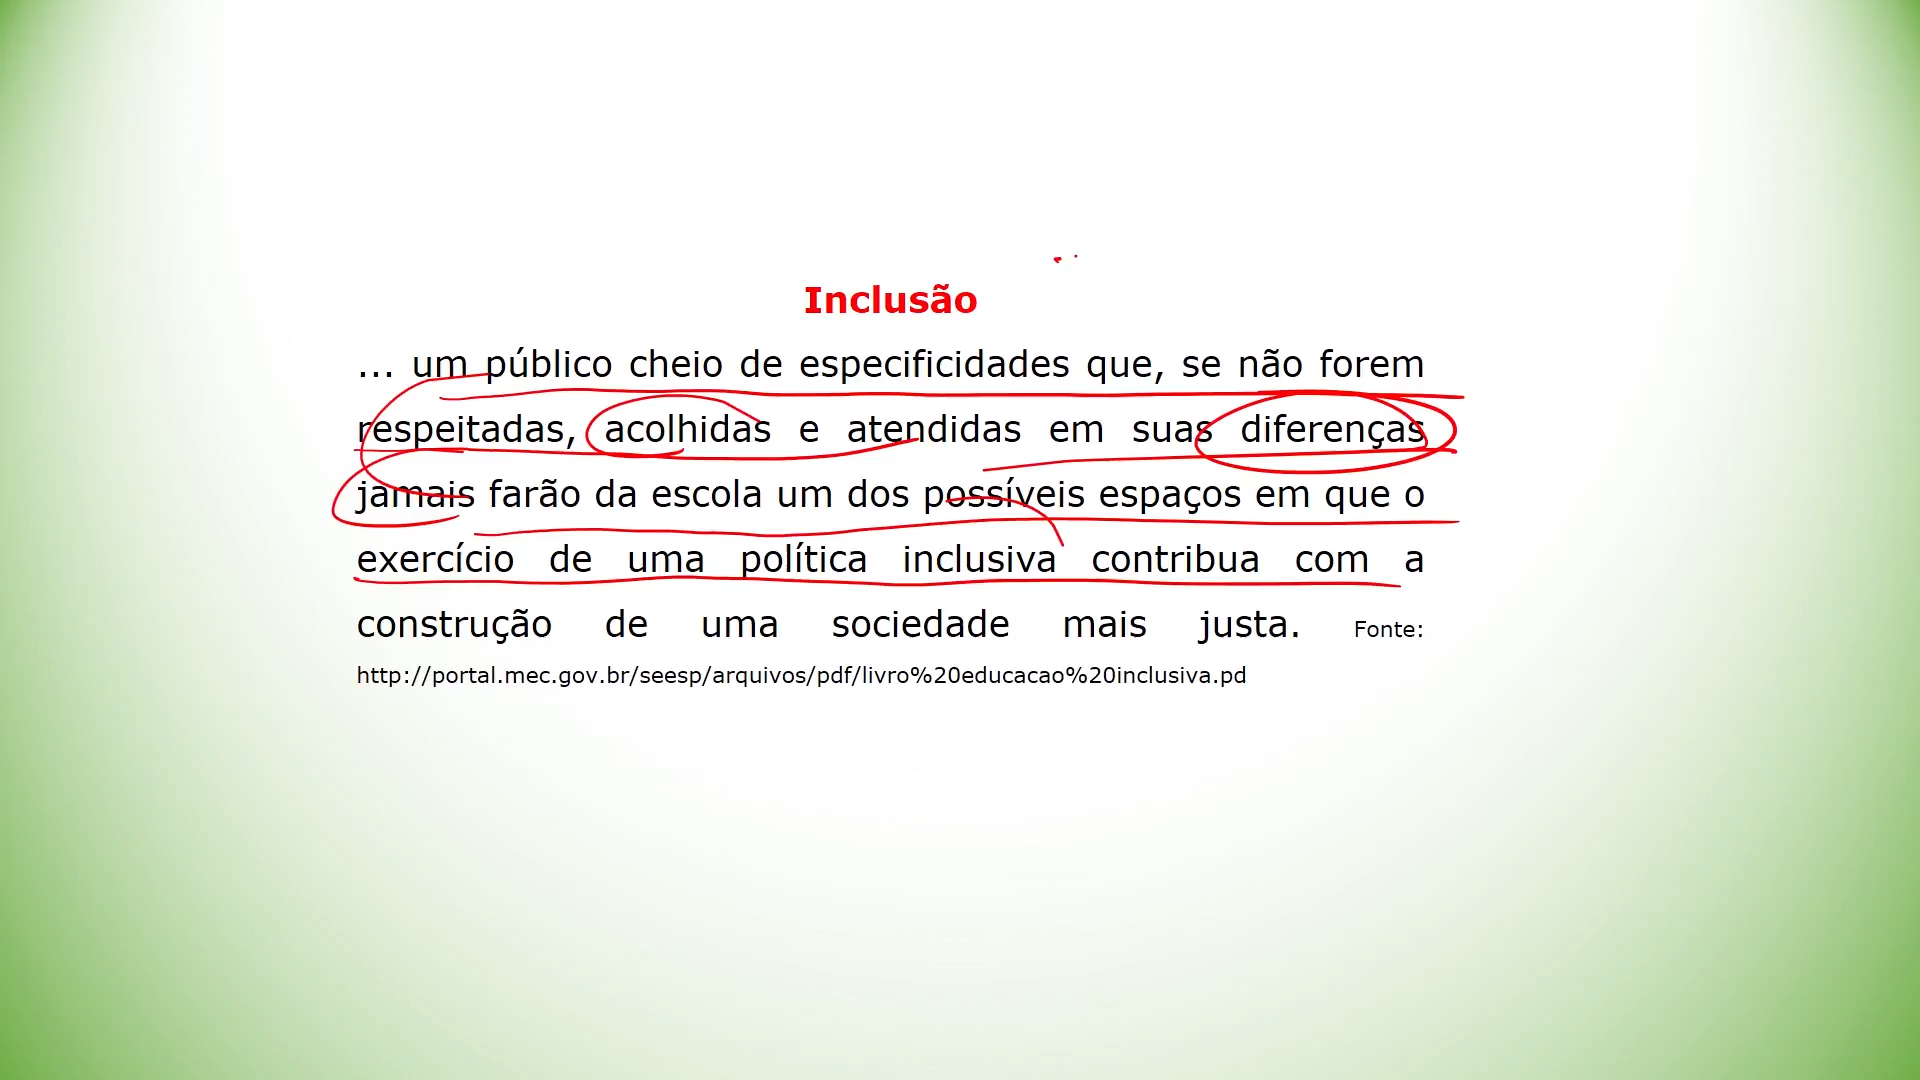 Inclusão
... um público cheio de especificidades que, se não forem
respeitadas, acolhidas e atendidas em suas diferenças
jamais farão da escola um dos possíveis espaços em que o
exercício de uma política inclusiva contribua com a
construção de uma sociedade mais justa. Fonte:
http://portal.mec.gov.br/seesp/arquivos/pdf/livro%20educacao%20inclusiva.pd